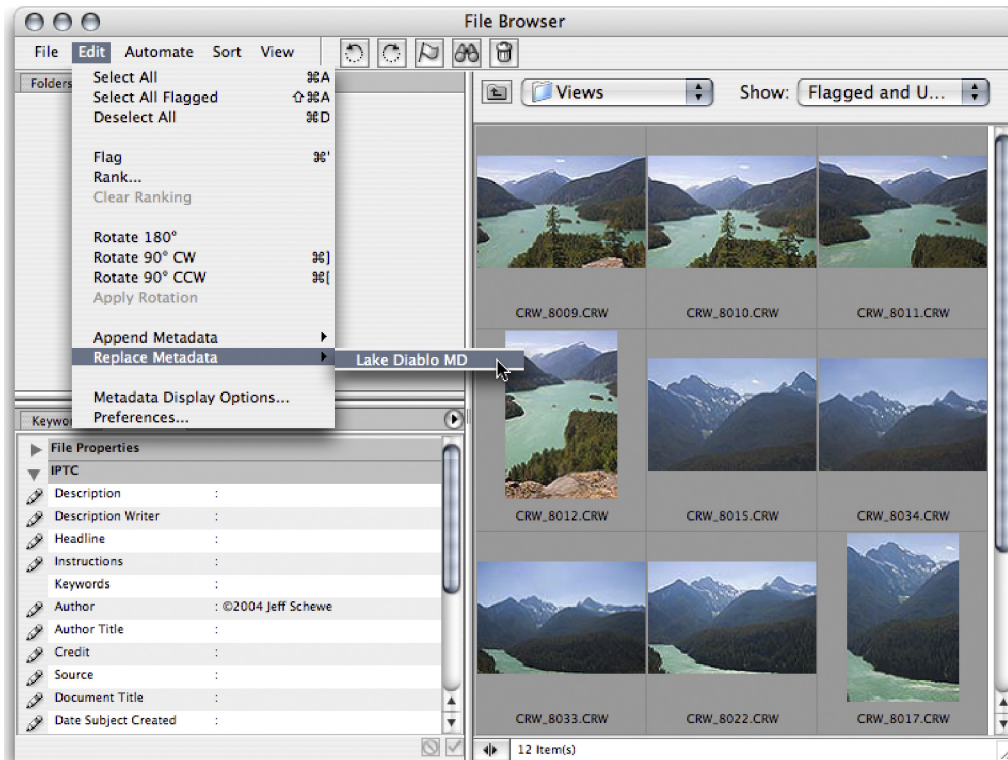 File Browser
File Edit Automate Sort View
Folders
Select All ⌘A
Select All Flagged ⇧⌘A
Deselect All ⌘D
Flag ⌘'
Rank...
Clear Ranking
Rotate 180°
Rotate 90° CW ⌘]
Rotate 90° CCW ⌘[
Apply Rotation
Append Metadata
Replace Metadata
Lake Diablo MD
Metadata Display Options...
Preferences...
Views Show: Flagged and U...
CRW_8009.CRW CRW_8010.CRW CRW_8011.CRW
CRW_8012.CRW CRW_8015.CRW CRW_8034.CRW
CRW_8033.CRW CRW_8022.CRW CRW_8017.CRW
File Properties
IPTC
Description :
Description Writer :
Headline :
Instructions :
Keywords :
Author : ©2004 Jeff Schewe
Author Title :
Credit :
Source :
Document Title :
Date Subject Created :
12 Item(s)